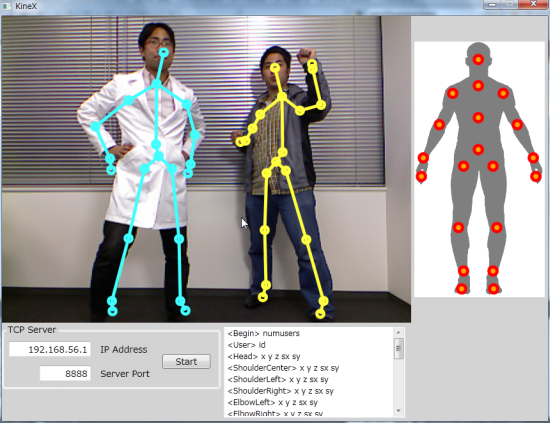 KineX
TCP Server
192.168.56.1 IP Address
8888 Server Port
Start
<Begin> numusers
<User> id
<Head> x y z sx sy
<ShoulderCenter> x y z sx sy
<ShoulderLeft> x y z sx sy
<ShoulderRight> x y z sx sy
<ElbowLeft> x y z sx sy
<ElbowRight> x y z sx sy